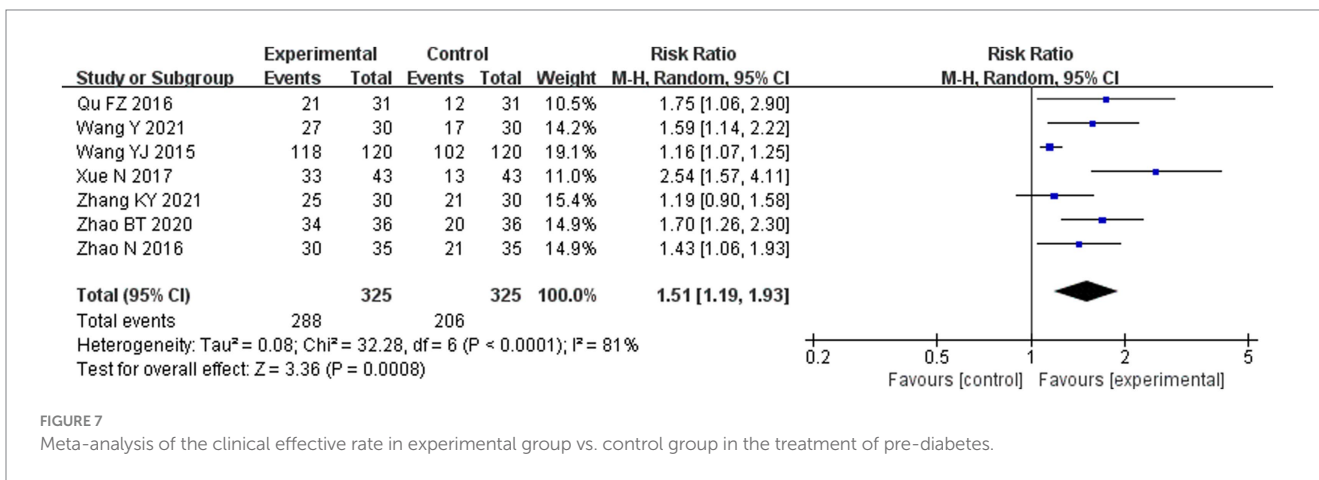 Experimental Control Risk Ratio Risk Ratio
Study or Subgroup Events Total Events Total Weight M-H, Random, 95% CI M-H, Random, 95% CI
Qu FZ 2016 21 31 12 31 10.5% 1.75 [1.06, 2.90]
Wang Y 2021 27 30 17 30 14.2% 1.59 [1.14, 2.22]
Wang YJ 2015 118 120 102 120 19.1% 1.16 [1.07, 1.25]
Xue N 2017 33 43 13 43 11.0% 2.54 [1.57, 4.11]
Zhang KY 2021 25 30 21 30 15.4% 1.19 [0.90, 1.58]
Zhao BT 2020 34 36 20 36 14.9% 1.70 [1.26, 2.30]
Zhao N 2016 30 35 21 35 14.9% 1.43 [1.06, 1.93]
Total (95% CI) 325 325 100.0% 1.51 [1.19, 1.93]
Total events 288 206
Heterogeneity: Tau² = 0.08; Chi² = 32.28, df = 6 (P < 0.0001); I² = 81%
Test for overall effect: Z = 3.36 (P = 0.0008)
0.2 0.5 1 2 5
Favours [control] Favours [experimental]
FIGURE 7
Meta-analysis of the clinical effective rate in experimental group vs. control group in the treatment of pre-diabetes.